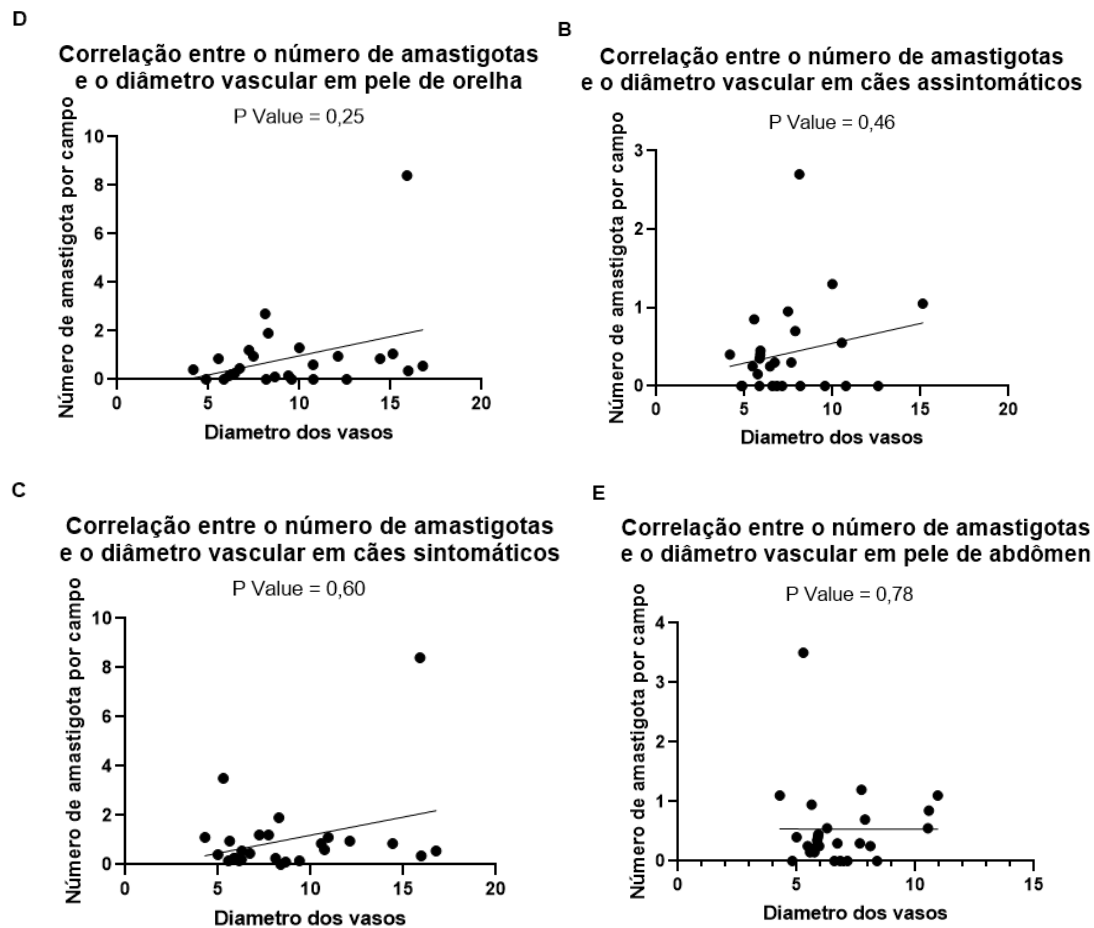 D
Correlação entre o número de amastigotas
e o diâmetro vascular em pele de orelha
P Value = 0,25
Número de amastigota por campo
10
8
6
4
2
0
0 5 10 15 20
Diametro dos vasos
B
Correlação entre o número de amastigotas
e o diâmetro vascular em cães assintomáticos
P Value = 0,46
Número de amastigota por campo
3
2
1
0
0 5 10 15 20
Diametro dos vasos
C
Correlação entre o número de amastigotas
e o diâmetro vascular em cães sintomáticos
P Value = 0,60
Número de amastigota por campo
10
8
6
4
2
0
0 5 10 15 20
Diametro dos vasos
E
Correlação entre o número de amastigotas
e o diâmetro vascular em pele de abdômen
P Value = 0,78
Número de amastigota por campo
4
3
2
1
0
0 5 10 15
Diametro dos vasos